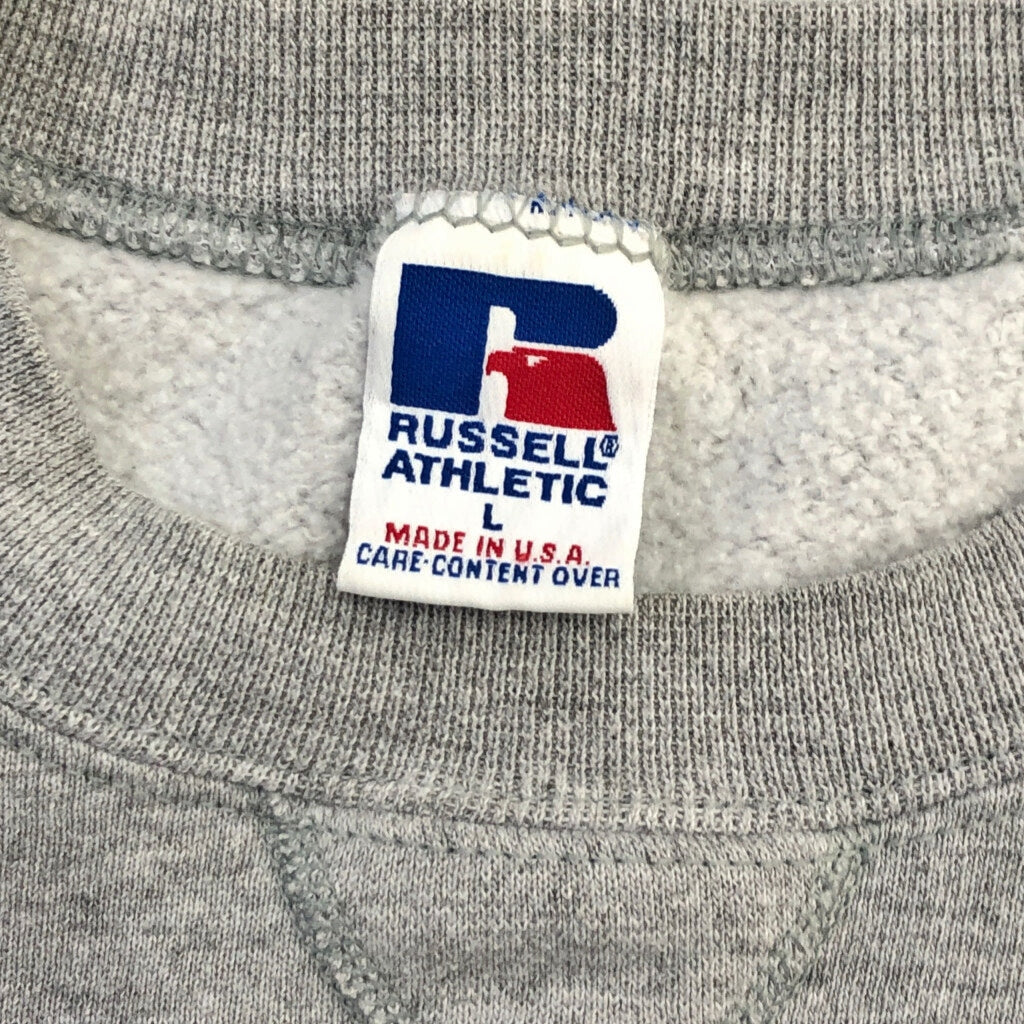 RUSSELL®
ATHLETIC
L
MADE IN U.S.A.
CARE·CONTENT OVER